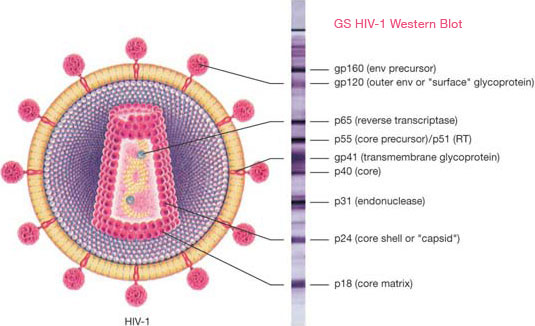 GS HIV-1 Western Blot
gp160 (env precursor)
gp120 (outer env or "surface" glycoprotein)
p65 (reverse transcriptase)
p55 (core precursor)/p51 (RT)
gp41 (transmembrane glycoprotein)
p40 (core)
p31 (endonuclease)
p24 (core shell or "capsid")
p18 (core matrix)
HIV-1